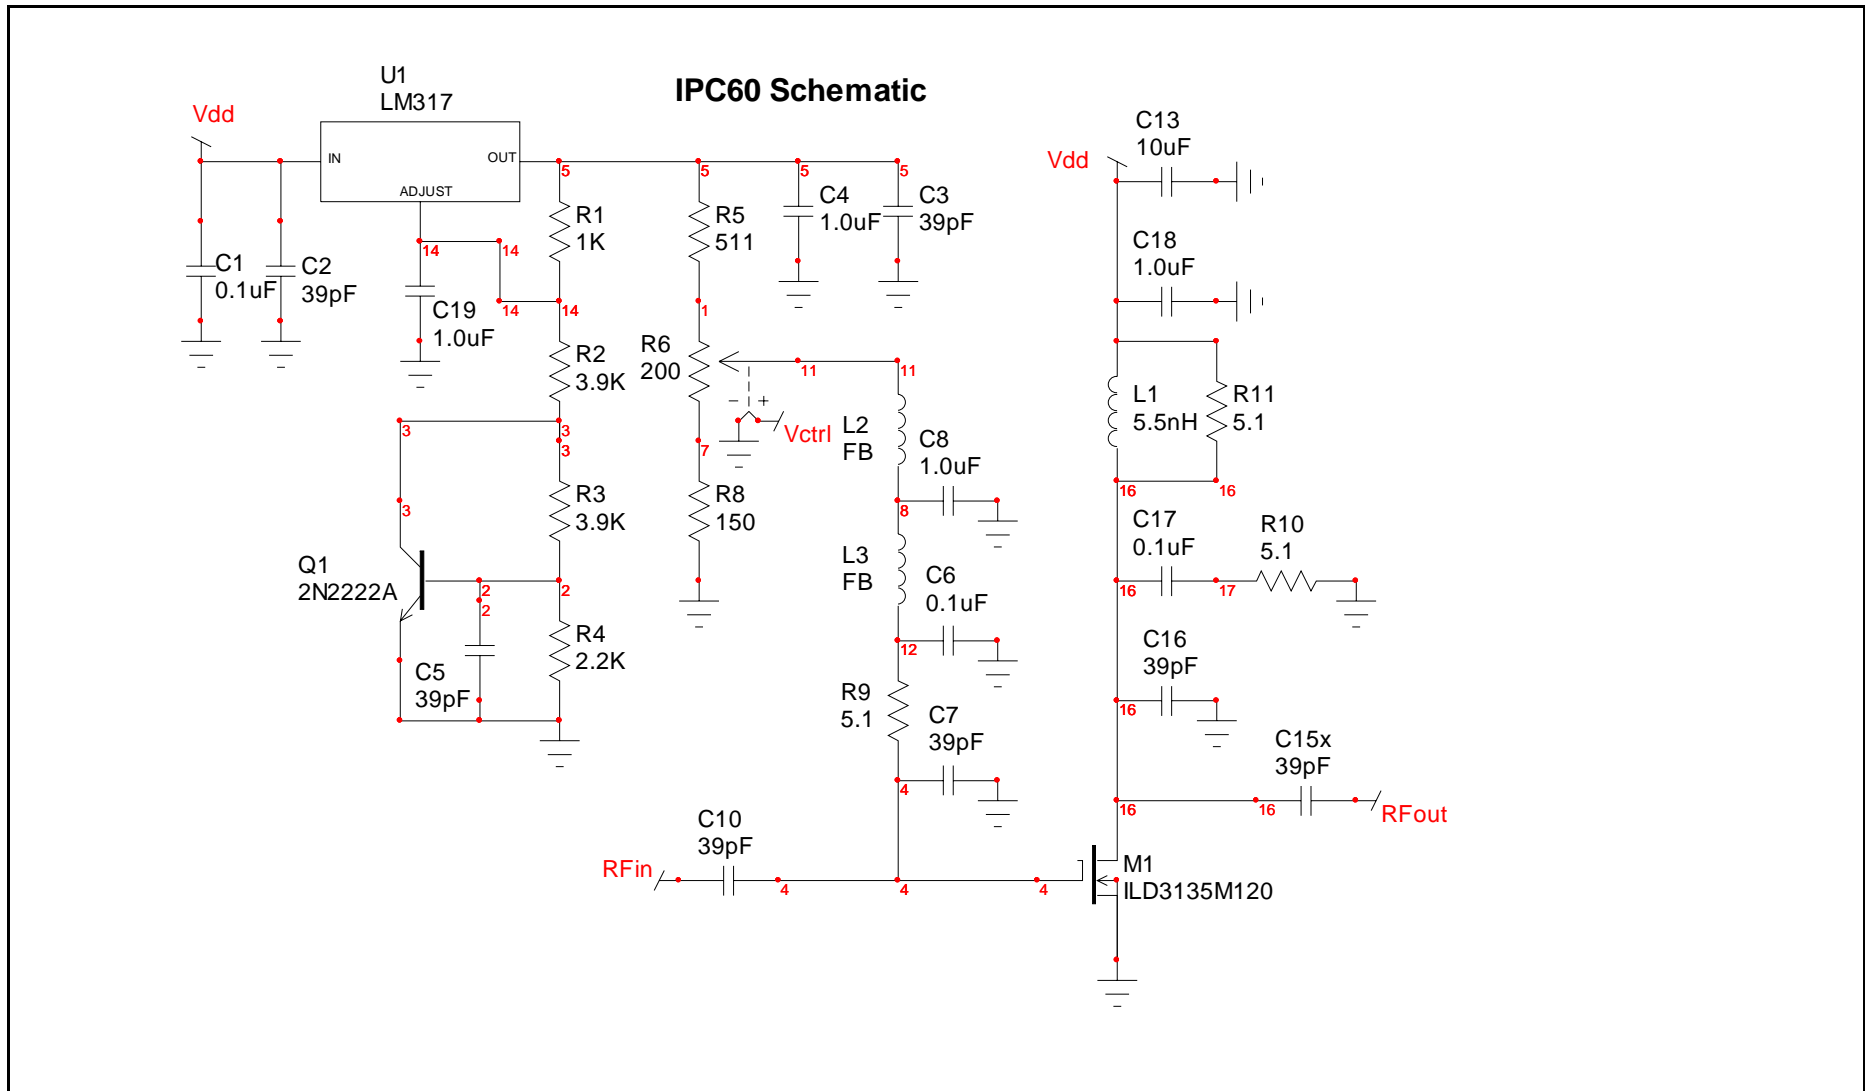 IPC60 Schematic
U1
LM317
Vdd
IN
OUT
ADJUST
5
5
5
5
C1
0.1uF
C2
39pF
14
14
14
14
C19
1.0uF
R1
1K
R5
511
C4
1.0uF
C3
39pF
1
R2
3.9K
R6
200
11
11
- +
Vctrl
3
3
3
3
7
R3
3.9K
R8
150
L2
FB
C8
1.0uF
8
Q1
2N2222A
2
2
2
C5
39pF
R4
2.2K
L3
FB
C6
0.1uF
12
R9
5.1
C7
39pF
4
RFin
C10
39pF
4
4
4
Vdd
C13
10uF
C18
1.0uF
L1
5.5nH
R11
5.1
16
16
C17
0.1uF
R10
5.1
16
17
C16
39pF
16
C15x
39pF
16
16
RFout
M1
ILD3135M120